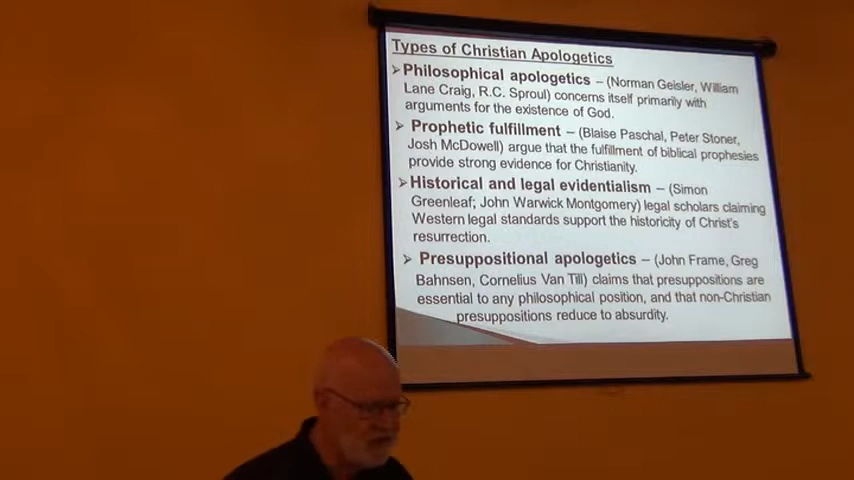 Types of Christian Apologetics
➢Philosophical apologetics – (Norman Geisler, William
Lane Craig, R.C. Sproul) concerns itself primarily with
arguments for the existence of God.
➢ Prophetic fulfillment – (Blaise Paschal, Peter Stoner,
Josh McDowell) argue that the fulfillment of biblical prophesies
provide strong evidence for Christianity.
➢Historical and legal evidentialism – (Simon
Greenleaf; John Warwick Montgomery) legal scholars claiming
Western legal standards support the historicity of Christ's
resurrection.
➢ Presuppositional apologetics – (John Frame, Greg
Bahnsen, Cornelius Van Till) claims that presuppositions are
essential to any philosophical position, and that non-Christian
presuppositions reduce to absurdity.